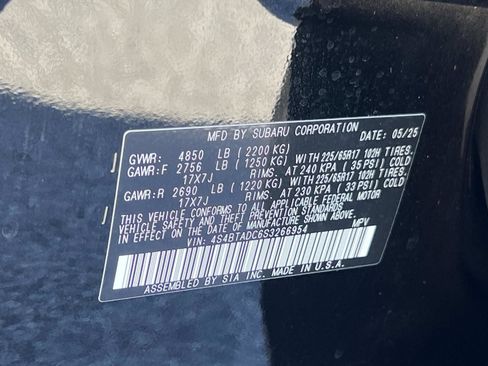 MFD BY SUBARU CORPORATION DATE: 05/25
GVWR: 4850 LB (2200 KG)
GAWR:F 2756 LB (1250 KG) WITH 225/65R17 102H TIRES.
17X7J RIMS. AT 240 KPA (35 PSI) COLD
GAWR:R 2690 LB (1220 KG) WITH 225/65R17 102H TIRES.
17X7J RIMS. AT 230 KPA (33 PSI) COLD
THIS VEHICLE CONFORMS TO ALL APPLICABLE FEDERAL MOTOR
VEHICLE SAFETY AND THEFT PREVENTION STANDARDS IN EFFECT ON THE
DATE OF MANUFACTURE SHOWN ABOVE.
VIN: 4S4BTADC6S3266954 MPV
ASSEMBLED BY SIA INC. MADE IN U.S.A.